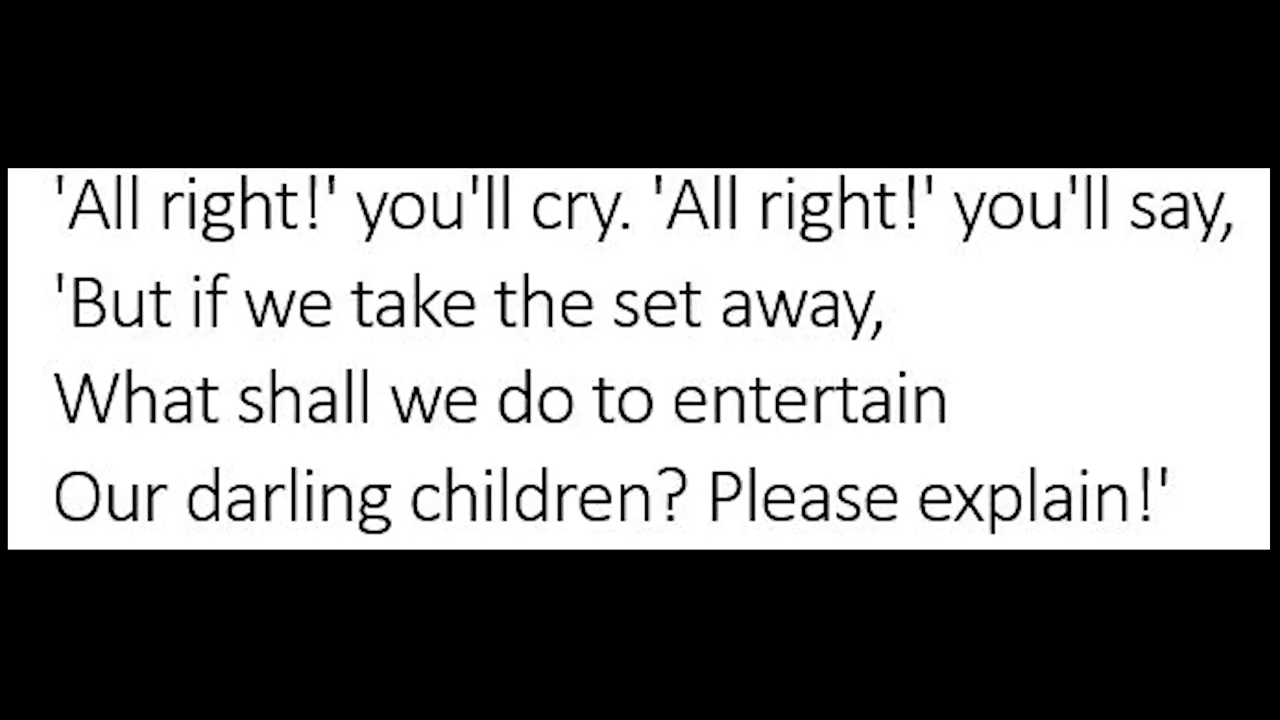 'All right!' you'll cry. 'All right!' you'll say,
'But if we take the set away,
What shall we do to entertain
Our darling children? Please explain!'